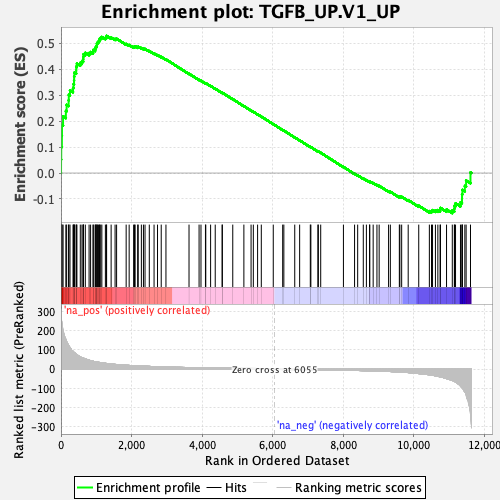 Enrichment plot: TGFB_UP.V1_UP
Enrichment score (ES)
0.5
0.4
0.3
0.2
0.1
0.0
-0.1
'na_pos' (positively correlated)
Ranked list metric (PreRanked)
300
200
100
0
-100
-200
-300
Zero cross at 6055
'na_neg' (negatively correlated)
0
2,000
4,000
6,000
8,000
10,000
12,000
Rank in Ordered Dataset
Enrichment profile
Hits
Ranking metric scores